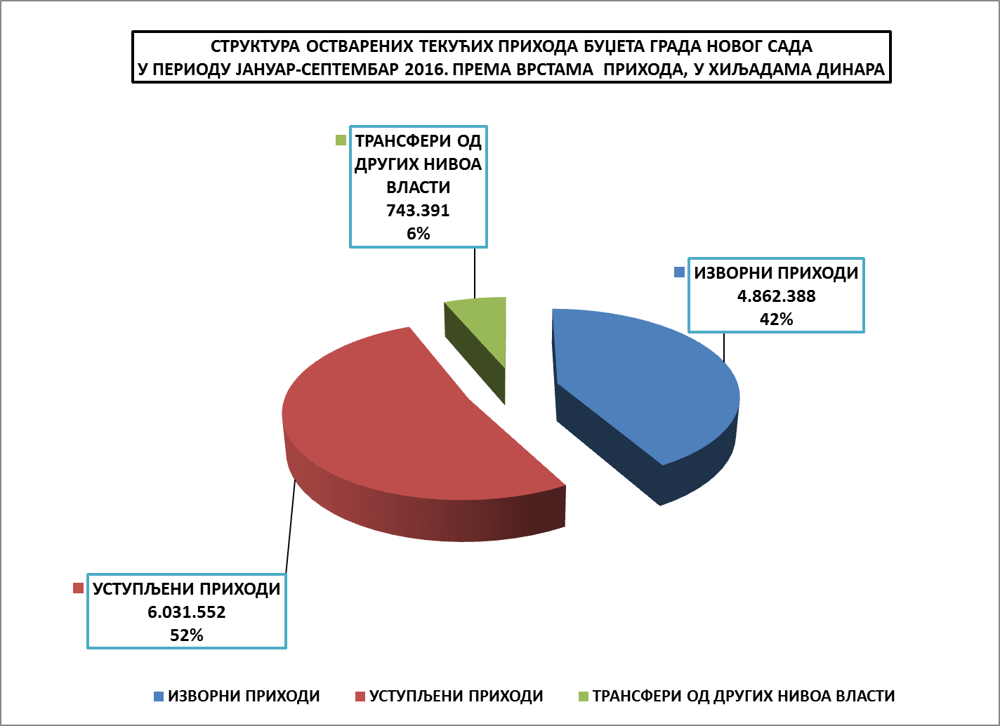 СТРУКТУРА ОСТВАРЕНИХ ТЕКУЋИХ ПРИХОДА БУЏЕТА ГРАДА НОВОГ САДА
У ПЕРИОДУ ЈАНУАР-СЕПТЕМБАР 2016. ПРЕМА ВРСТАМА  ПРИХОДА, У ХИЉАДАМА ДИНАРА
ТРАНСФЕРИ ОД
ДРУГИХ НИВОА
ВЛАСТИ
743.391
6%
ИЗВОРНИ ПРИХОДИ
4.862.388
42%
УСТУПЉЕНИ ПРИХОДИ
6.031.552
52%
ИЗВОРНИ ПРИХОДИ
УСТУПЉЕНИ ПРИХОДИ
ТРАНСФЕРИ ОД ДРУГИХ НИВОА ВЛАСТИ